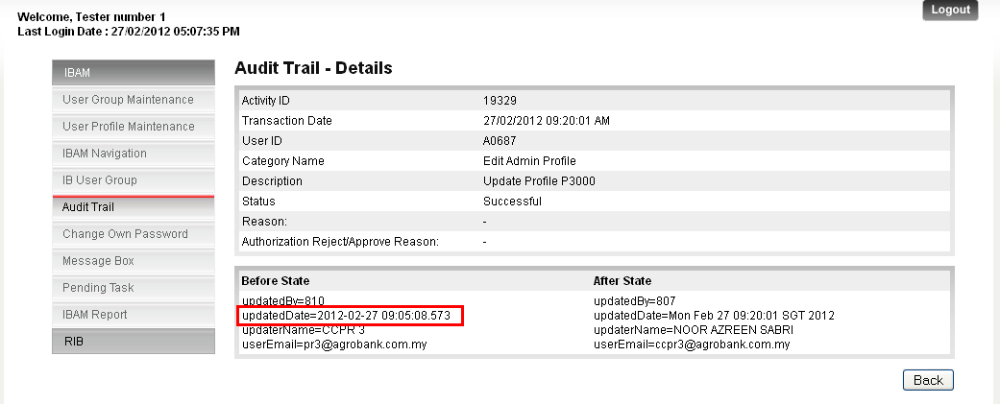 Logout
Welcome, Tester number 1
Last Login Date : 27/02/2012 05:07:35 PM
IBAM
User Group Maintenance
User Profile Maintenance
IBAM Navigation
IB User Group
Audit Trail
Change Own Password
Message Box
Pending Task
IBAM Report
RIB
Audit Trail - Details
Activity ID 19329
Transaction Date 27/02/2012 09:20:01 AM
User ID A0687
Category Name Edit Admin Profile
Description Update Profile P3000
Status Successful
Reason: -
Authorization Reject/Approve Reason: -
Before State After State
updatedBy=810 updatedBy=807
updatedDate=2012-02-27 09:05:08.573 updatedDate=Mon Feb 27 09:20:01 SGT 2012
updaterName=CCPR 3 updaterName=NOOR AZREEN SABRI
userEmail=pr3@agrobank.com.my userEmail=ccpr3@agrobank.com.my
Back